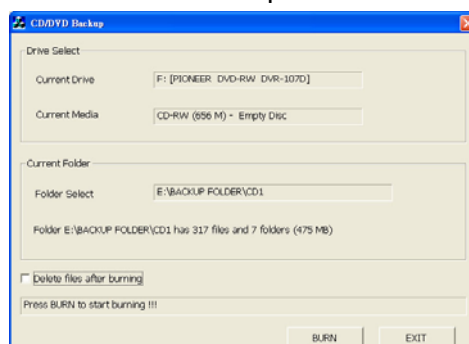 CD/DVD Backup
Drive Select
Current Drive F: [PIONEER DVD-RW DVR-107D]
Current Media CD-RW (656 M) - Empty Disc
Current Folder
Folder Select E:\BACKUP FOLDER\CD1
Folder E:\BACKUP FOLDER\CD1 has 317 files and 7 folders (475 MB)
Delete files after burning
Press BURN to start burning !!!
BURN EXIT